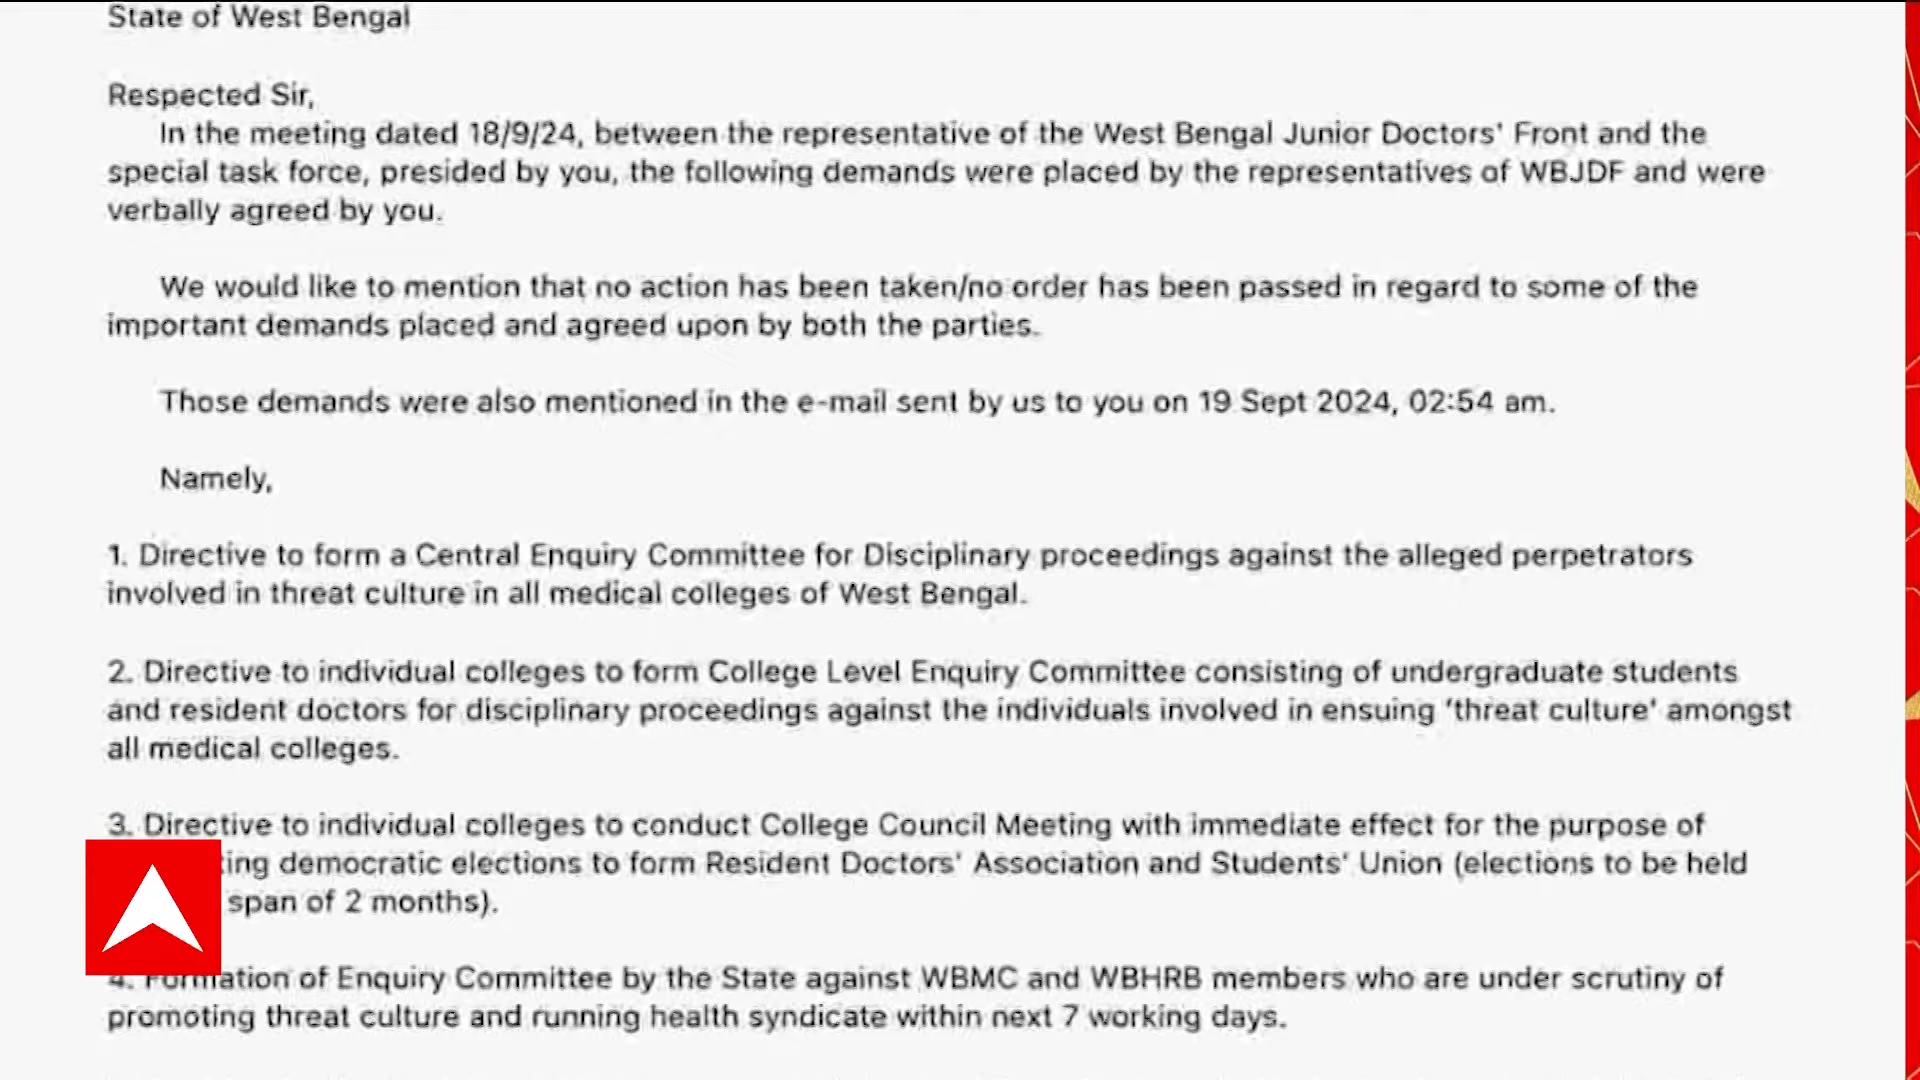 State of West Bengal
Respected Sir,
In the meeting dated 18/9/24, between the representative of the West Bengal Junior Doctors' Front and the
special task force, presided by you, the following demands were placed by the representatives of WBJDF and were
verbally agreed by you.
We would like to mention that no action has been taken/no order has been passed in regard to some of the
important demands placed and agreed upon by both the parties.
Those demands were also mentioned in the e-mail sent by us to you on 19 Sept 2024, 02:54 am.
Namely,
1. Directive to form a Central Enquiry Committee for Disciplinary proceedings against the alleged perpetrators
involved in threat culture in all medical colleges of West Bengal.
2. Directive to individual colleges to form College Level Enquiry Committee consisting of undergraduate students
and resident doctors for disciplinary proceedings against the individuals involved in ensuing 'threat culture' amongst
all medical colleges.
3. Directive to individual colleges to conduct College Council Meeting with immediate effect for the purpose of
ing democratic elections to form Resident Doctors' Association and Students' Union (elections to be held
span of 2 months).
4. Formation of Enquiry Committee by the State against WBMC and WBHRB members who are under scrutiny of
promoting threat culture and running health syndicate within next 7 working days.